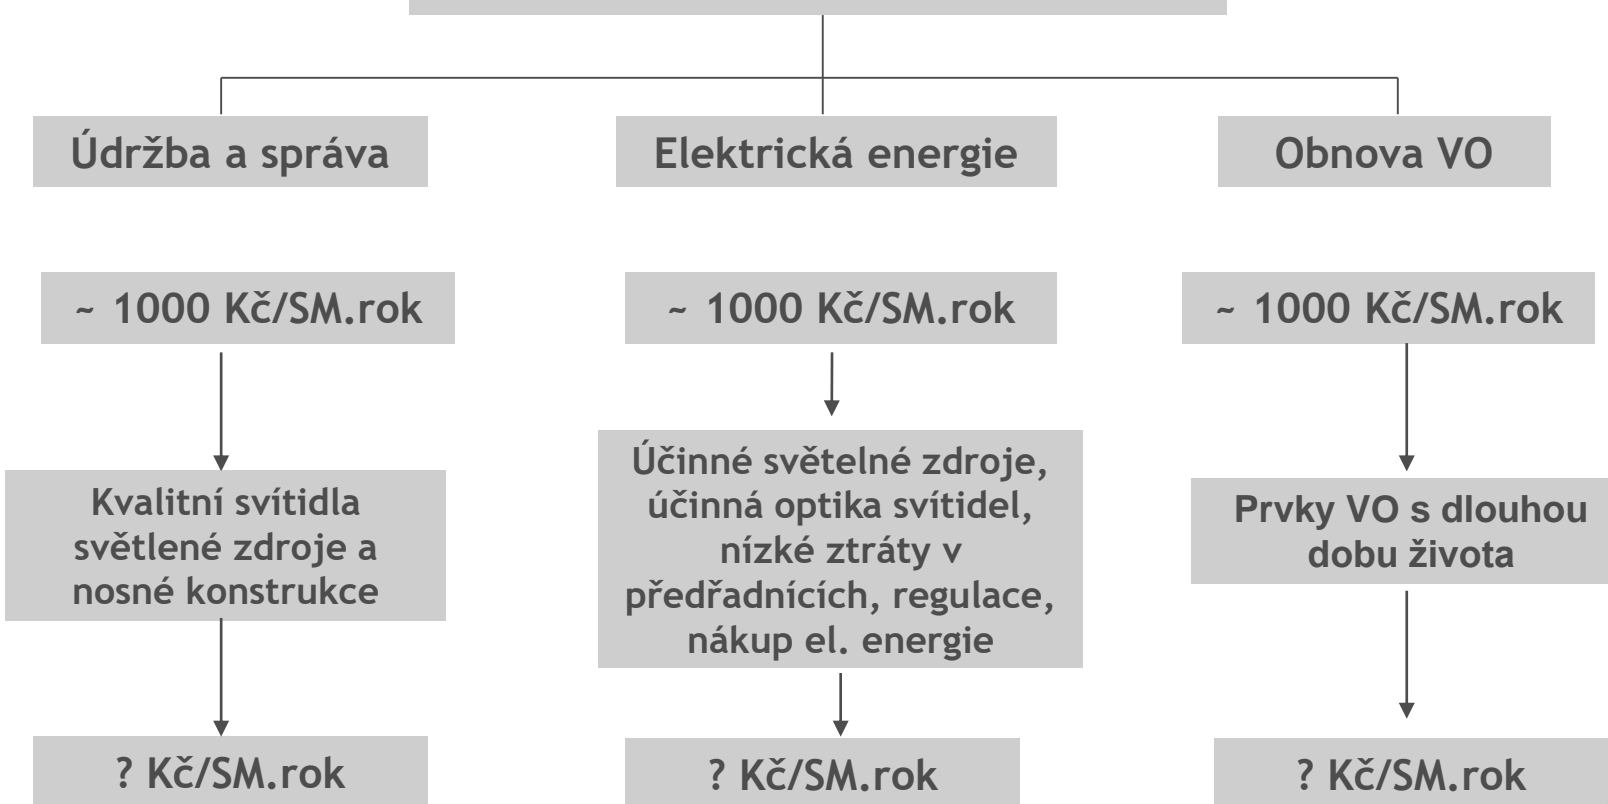 Údržba a správa
Elektrická energie
Obnova VO
~ 1000 Kč/SM.rok
~ 1000 Kč/SM.rok
~ 1000 Kč/SM.rok
Kvalitní svítidla
světlené zdroje a
nosné konstrukce
Účinné světelné zdroje,
účinná optika svítidel,
nízké ztráty v
předřadnících, regulace,
nákup el. energie
Prvky VO s dlouhou
dobu života
? Kč/SM.rok
? Kč/SM.rok
? Kč/SM.rok